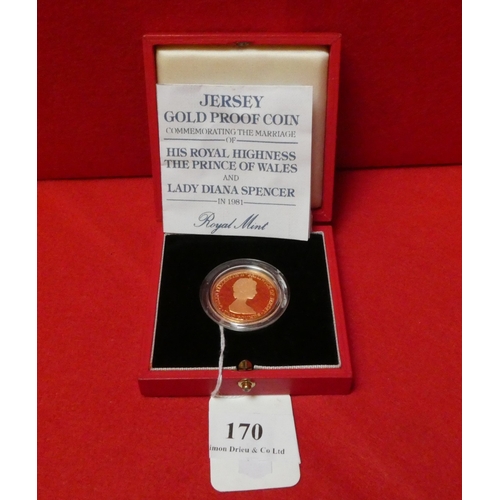 JERSEY
GOLD PROOF COIN
COMMEMORATING THE MARRIAGE
OF
HIS ROYAL HIGHNESS
THE PRINCE OF WALES
AND
LADY DIANA SPENCER
IN 1981
Royal Mint
170
imon Drieu & Co Ltd